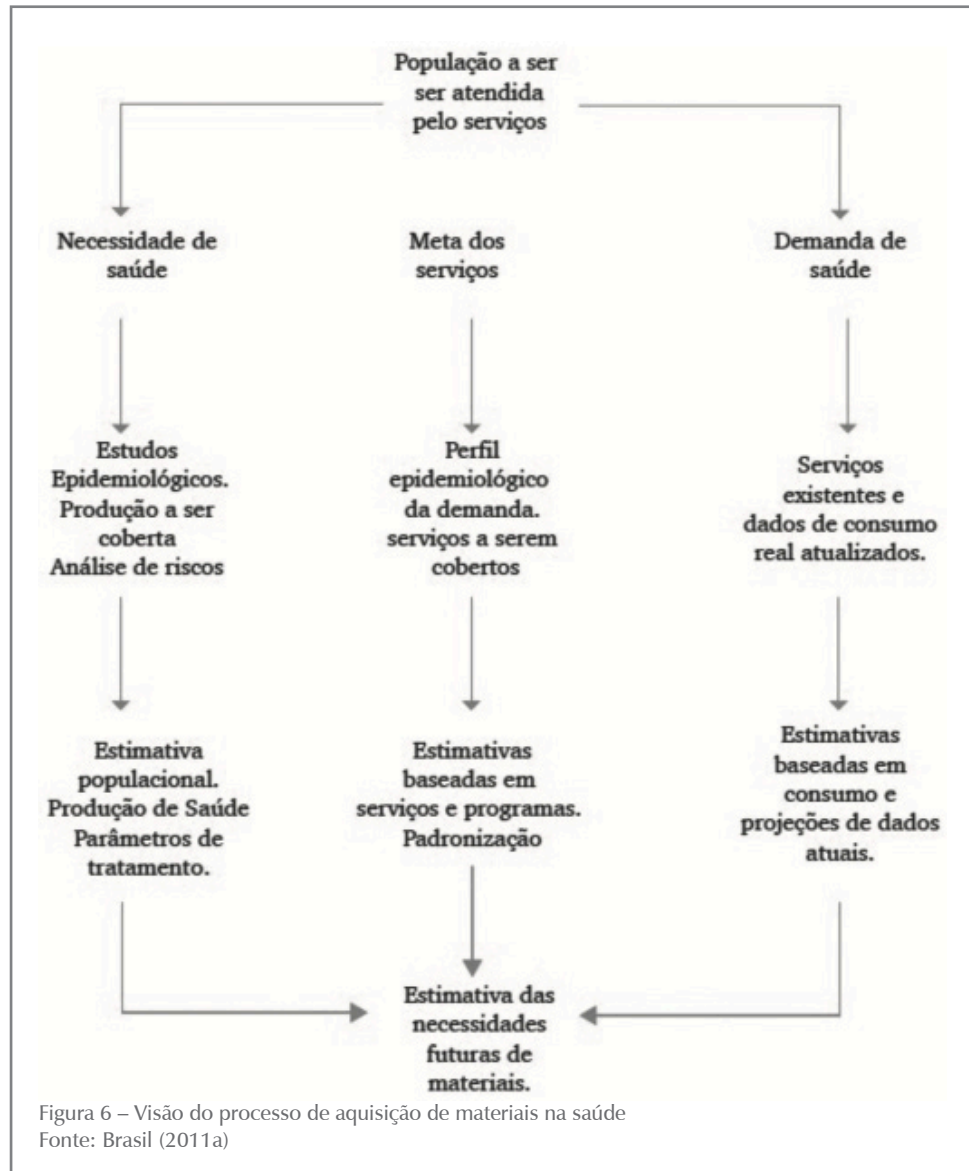 População a ser
ser atendida
pelo serviços
Necessidade de
saúde
Meta dos
serviços
Demanda de
saúde
Estudos
Epidemiológicos.
Produção a ser
coberta
Análise de riscos
Perfil
epidemiológico
da demanda.
serviços a serem
cobertos
Serviços
existentes e
dados de consumo
real atualizados.
Estimativa
populacional.
Produção de Saúde
Parâmetros de
tratamento.
Estimativas
baseadas em
serviços e programas.
Padronização
Estimativas
baseadas em
consumo e
projeções de dados
atuais.
Estimativa das
necessidades
futuras de
materiais.
Figura 6 – Visão do processo de aquisição de materiais na saúde
Fonte: Brasil (2011a)